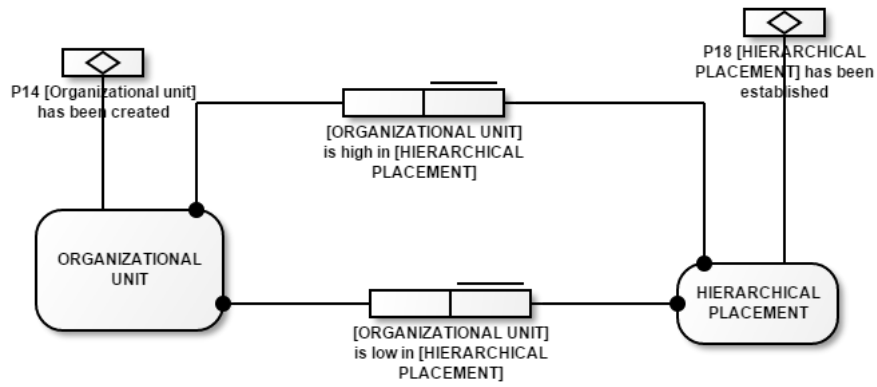 P14 [Organizational unit]
has been created
P18 [HIERARCHICAL
PLACEMENT] has been
established
[ORGANIZATIONAL UNIT]
is high in [HIERARCHICAL
PLACEMENT]
ORGANIZATIONAL
UNIT
HIERARCHICAL
PLACEMENT
[ORGANIZATIONAL UNIT]
is low in [HIERARCHICAL
PLACEMENT]